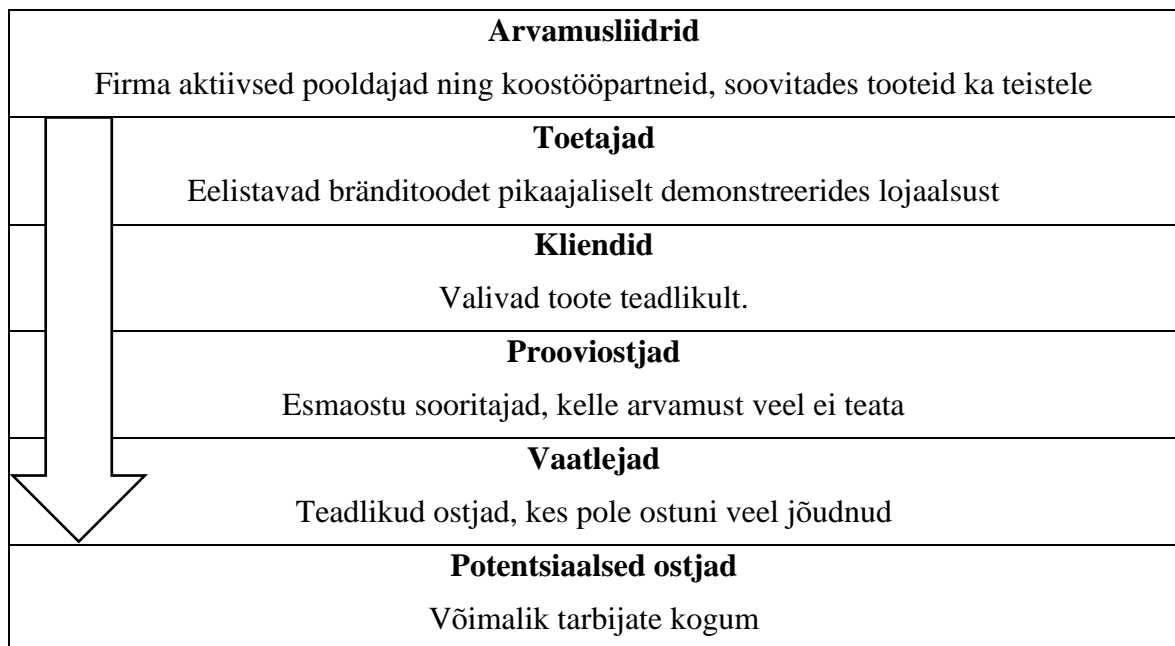 Arvamusliidrid
Firma aktiivsed pooldajad ning koostööpartneid, soovitades tooteid ka teistele
Toetajad
Eelistavad bränditoodet pikaajaliselt demonstreerides lojaalsust
Kliendid
Valivad toote teadlikult.
Prooviostjad
Esmaostu sooritajad, kelle arvamust veel ei teata
Vaatlejad
Teadlikud ostjad, kes pole ostuni veel jõudnud
Potentsiaalsed ostjad
Võimalik tarbijate kogum